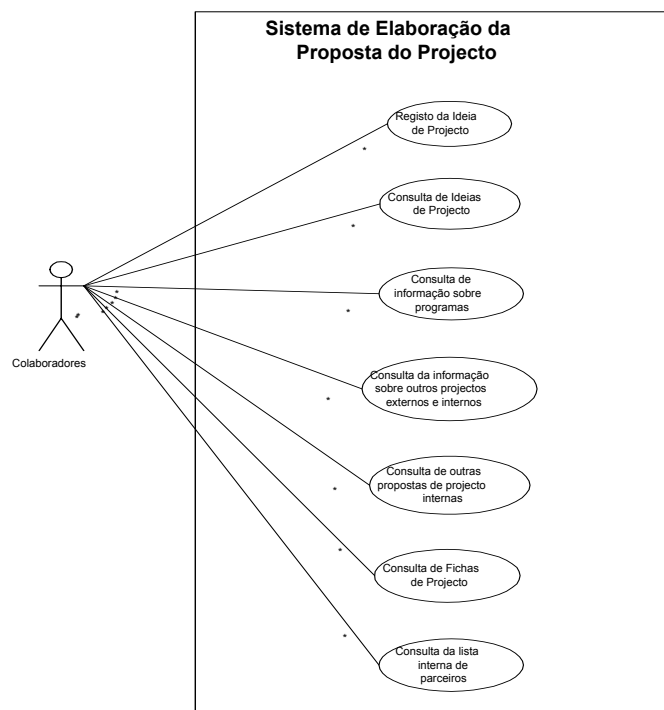 Sistema de Elaboração da
Proposta do Projecto
Registo da Ideia
de Projecto
*
Consulta de Ideias
de Projecto
*
Consulta de
informação sobre
programas
*
Colaboradores
Consulta da informação
sobre outros projectos
externos e internos
*
Consulta de outras
propostas de projecto
internas
*
Consulta de Fichas
de Projecto
*
Consulta da lista
interna de
parceiros
*